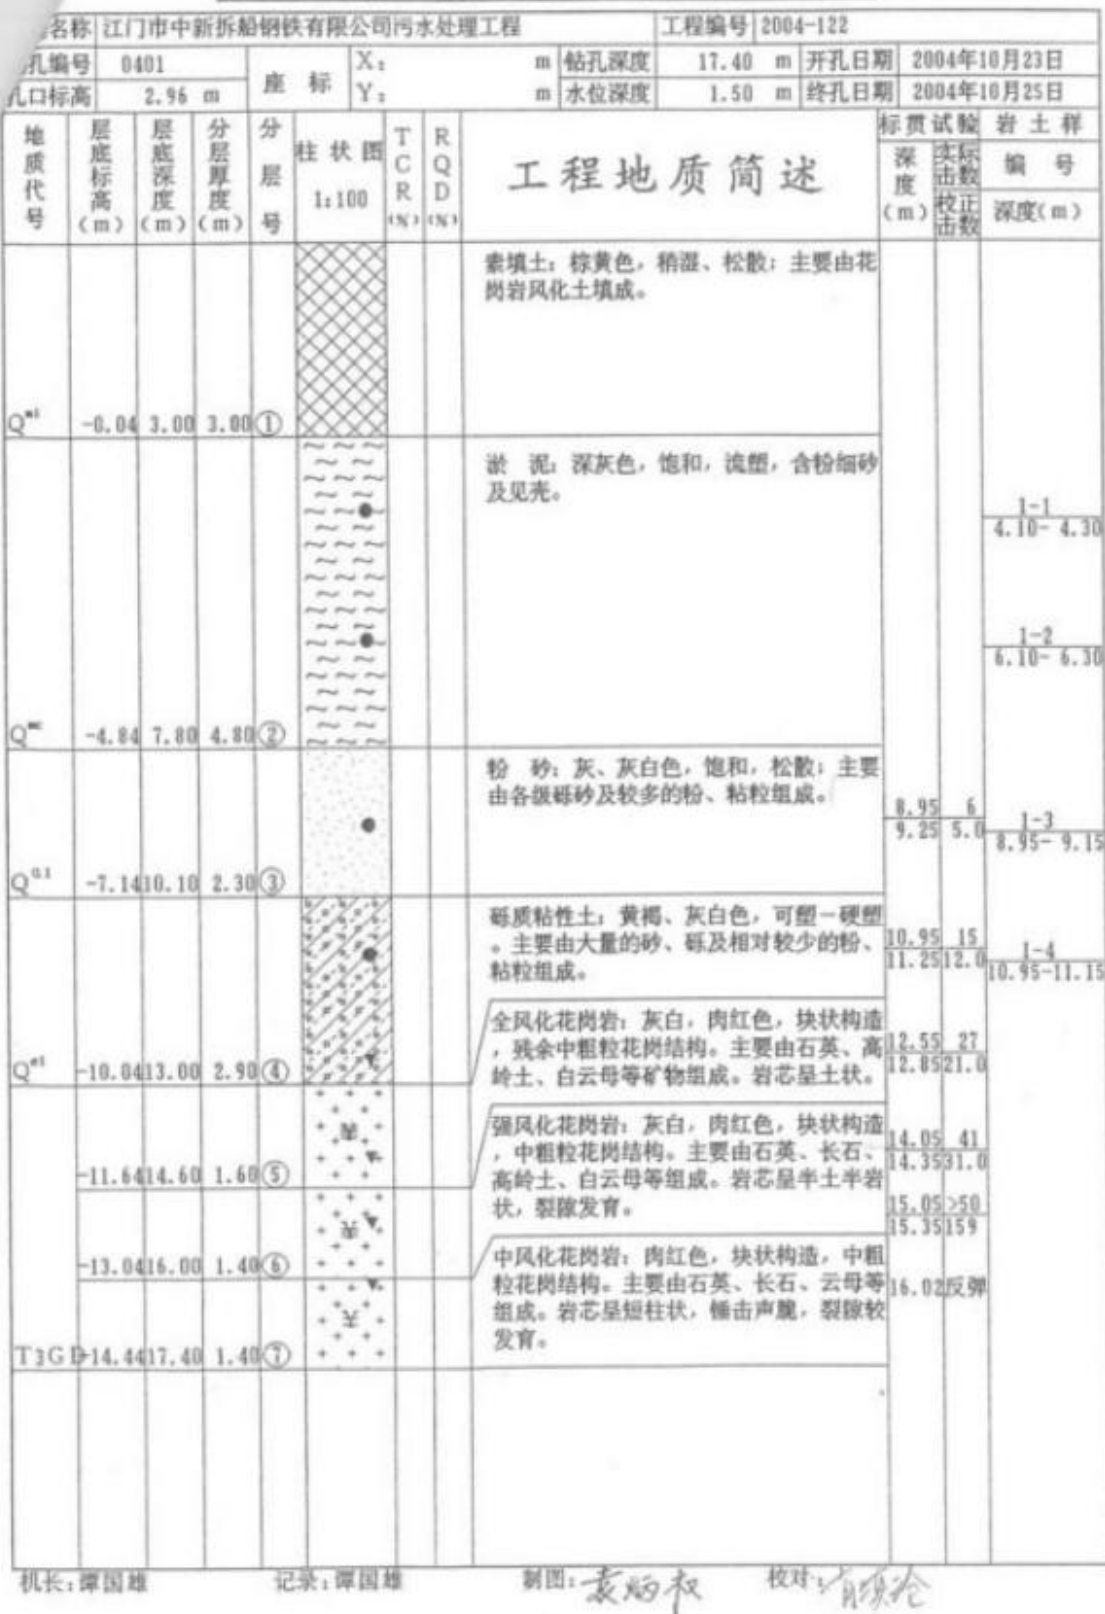 名称 江门市中新拆船钢铁有限公司污水处理工程 工程编号 2004-122
孔编号 0401 座 标 X: m 钻孔深度 17.40 m 开孔日期 2004年10月23日
孔口标高 2.96 m Y: m 水位深度 1.50 m 终孔日期 2004年10月25日
地质代号 层底标高(m) 层底深度(m) 分层厚度(m) 分层号 柱状图 1:100 TCR(%) RQD(%) 工程地质简述 标贯试验 深度(m) 实际击数 校正击数 岩土样 编号 深度(m)
素填土：棕黄色，稍湿、松散；主要由花
岗岩风化土填成。
Q^ml -0.04 3.00 3.00 ①
淤 泥：深灰色，饱和，流塑，含粉细砂
及见壳。
1-1
4.10- 4.30
1-2
6.10- 6.30
Q^mc -4.84 7.80 4.80 ②
粉 砂：灰、灰白色，饱和，松散；主要
由各级砾砂及较多的粉、粘粒组成。
8.95 6 1-3
9.25 5.0 8.95- 9.15
-7.14 10.10 2.30 ③
砾质粘性土：黄褐、灰白色，可塑－硬塑
。主要由大量的砂、砾及相对较少的粉、
粘粒组成。
10.95 15 1-4
11.25 12.0 10.95-11.15
全风化花岗岩：灰白，肉红色，块状构造
，残余中粗粒花岗结构。主要由石英、高
岭土、白云母等矿物组成。岩芯呈土状。
12.55 27
12.85 21.0
Q^el -10.04 13.00 2.90 ④
强风化花岗岩：灰白，肉红色，块状构造
，中粗粒花岗结构。主要由石英、长石、
高岭土、白云母等组成。岩芯呈半土半岩
状，裂隙发育。
14.05 41
14.35 31.0
-11.64 14.60 1.60 ⑤
15.05 >50
15.35 159
中风化花岗岩：肉红色，块状构造，中粗
粒花岗结构。主要由石英、长石、云母等
组成。岩芯呈短柱状，锤击声脆，裂隙较
发育。
-13.04 16.00 1.40 ⑥
16.02 反弹
T3G -14.44 17.40 1.40 ⑦
机长：谭国雄 记录：谭国雄 制图：袁炳权 校对：